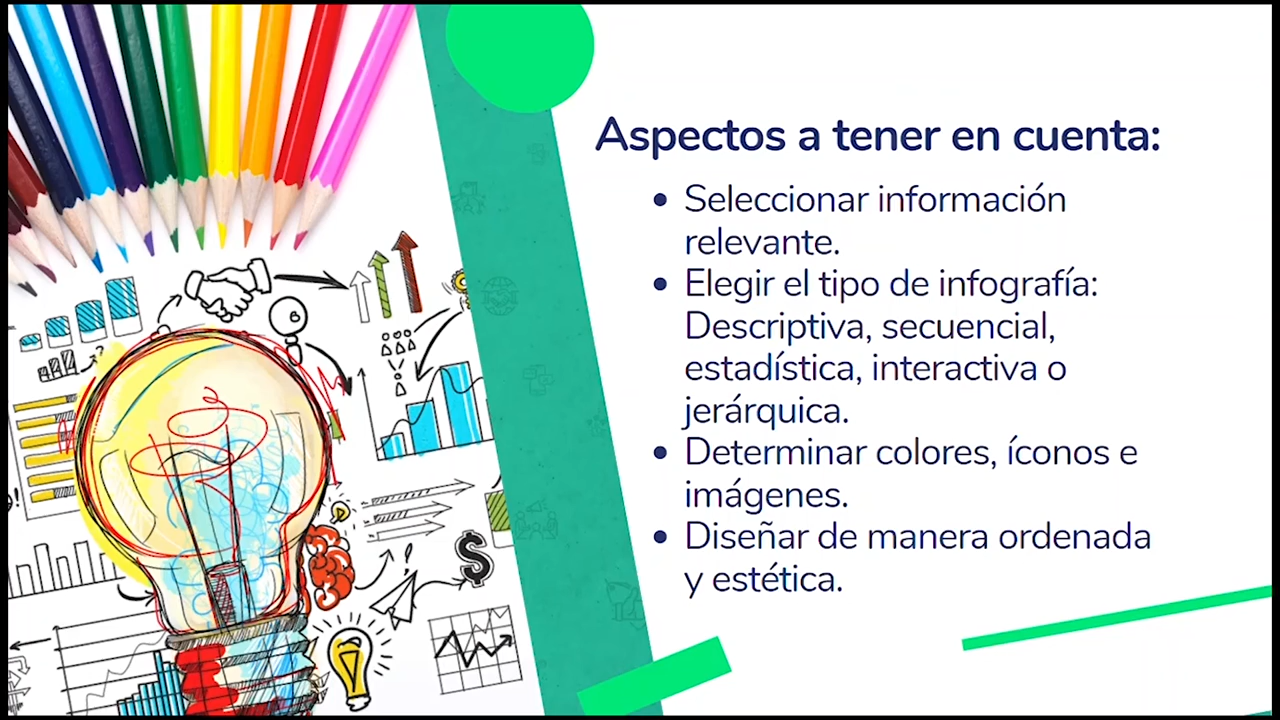 Aspectos a tener en cuenta:
• Seleccionar información
relevante.
• Elegir el tipo de infografía:
Descriptiva, secuencial,
estadística, interactiva o
jerárquica.
• Determinar colores, íconos e
imágenes.
• Diseñar de manera ordenada
y estética.